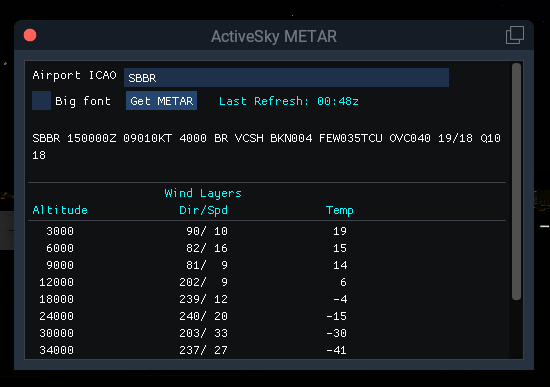 ActiveSky METAR
Airport ICAO SBBR
Big font Get METAR Last Refresh: 00:48z
SBBR 150000Z 09010KT 4000 BR VCSH BKN004 FEW035TCU OVC040 19/18 Q10
18
Wind Layers
Altitude Dir/Spd Temp
3000 90/ 10 19
6000 82/ 16 15
9000 81/ 9 14
12000 202/ 9 6
18000 239/ 12 -4
24000 240/ 20 -15
30000 203/ 33 -30
34000 237/ 27 -41